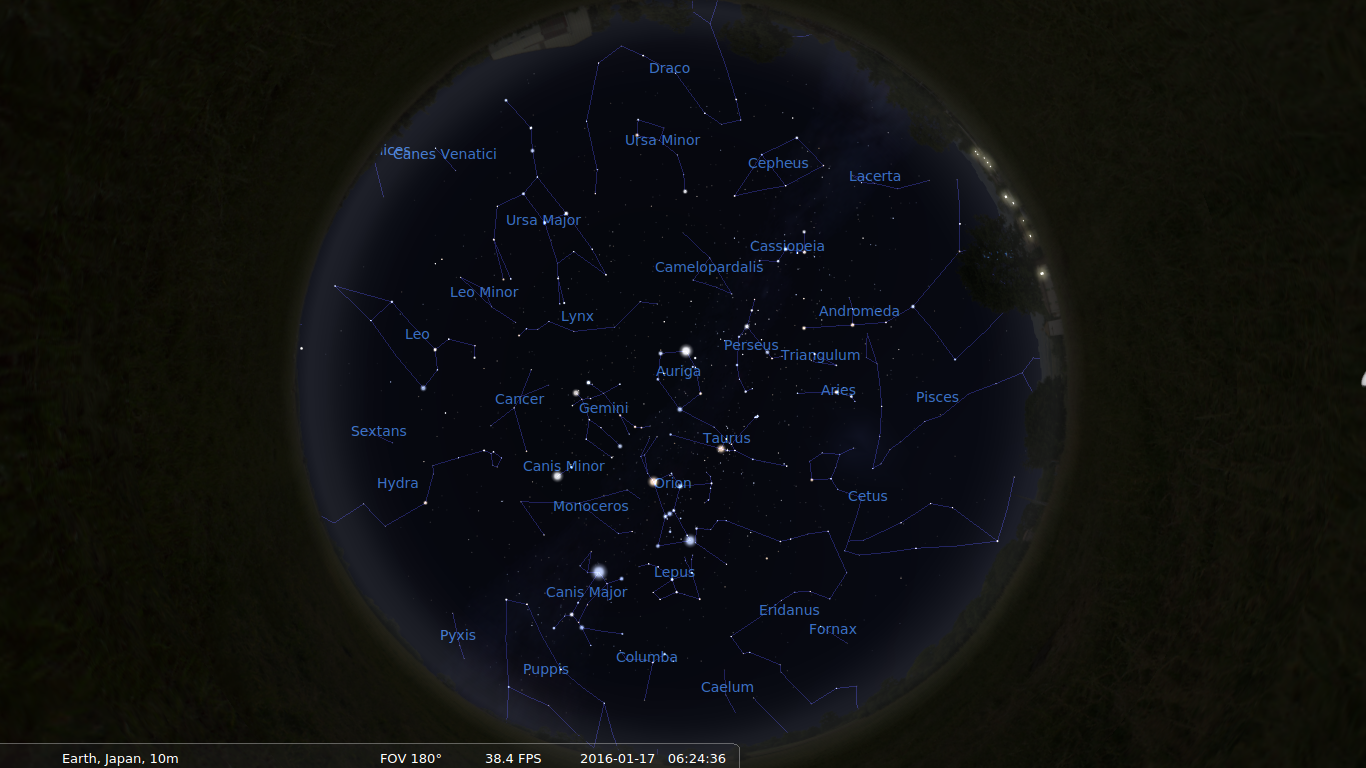 Draco
Ursa Minor
ices
Canes Venatici
Cepheus
Lacerta
Ursa Major
Cassiopeia
Camelopardalis
Leo Minor
Lynx
Andromeda
Leo
Perseus
Triangulum
Auriga
Cancer
Gemini
Aries
Pisces
Sextans
Taurus
Canis Minor
Hydra
Orion
Cetus
Monoceros
Lepus
Canis Major
Eridanus
Fornax
Pyxis
Columba
Puppis
Caelum
Earth, Japan, 10m FOV 180° 38.4 FPS 2016-01-17 06:24:36